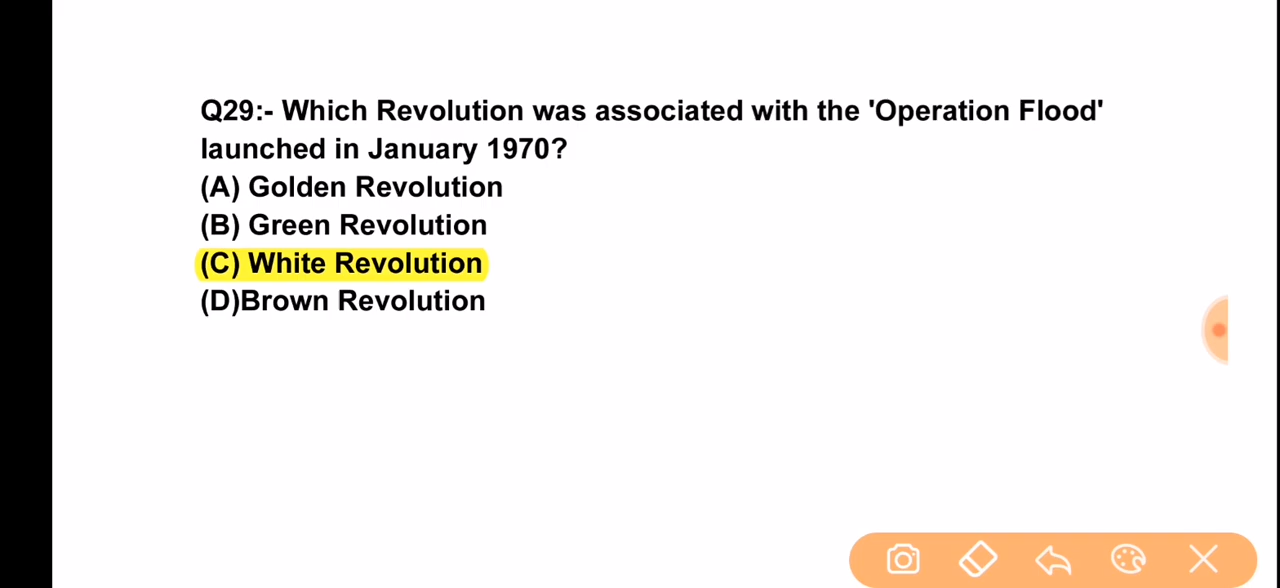 Q29:- Which Revolution was associated with the 'Operation Flood'
launched in January 1970?
(A) Golden Revolution
(B) Green Revolution
(C) White Revolution
(D)Brown Revolution